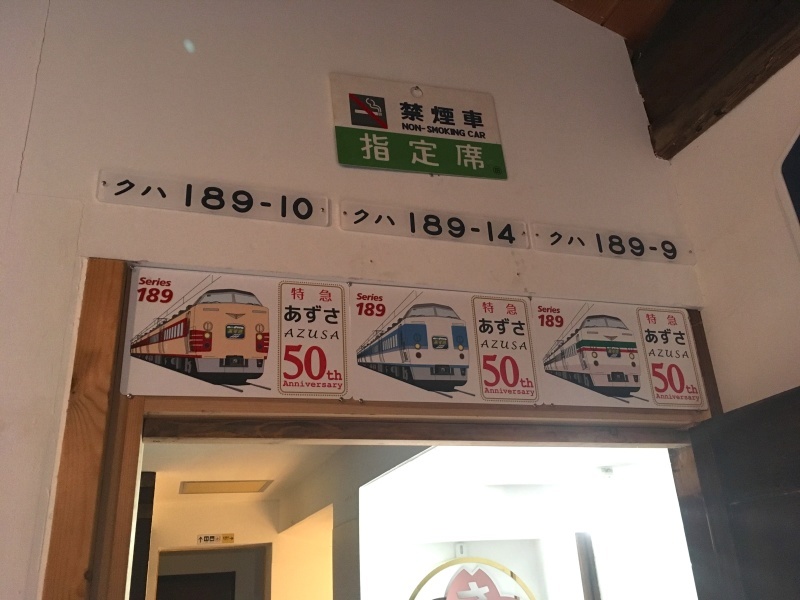 禁煙車
NON-SMOKING CAR
指定席
クハ 189-10
クハ 189-14
クハ 189-9
Series
189
特急
あずさ
AZUSA
50th
Anniversary
Series
189
特急
あずさ
AZUSA
50th
Anniversary
Series
189
特急
あずさ
AZUSA
50th
Anniversary